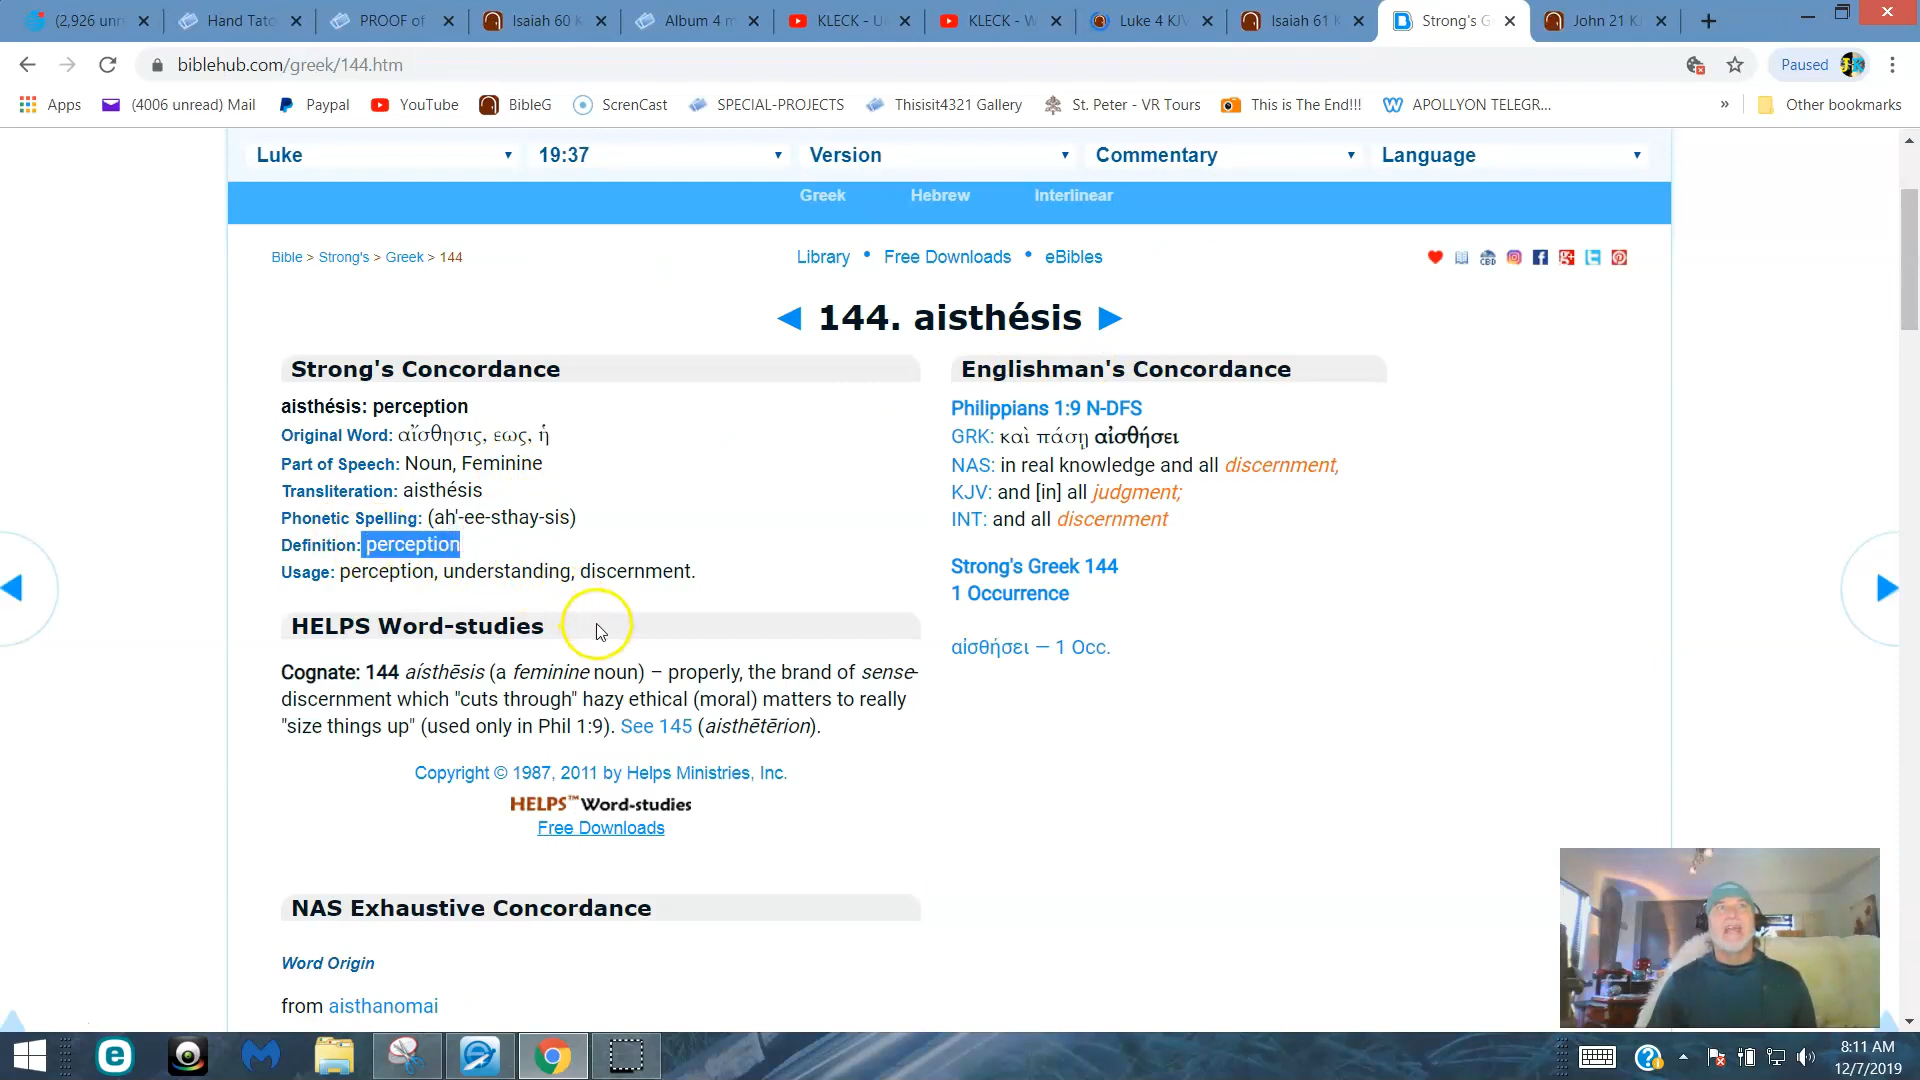 (2,926 unr
Hand Tato
PROOF of
Isaiah 60 K
Album 4 m
KLECK - U
KLECK - W
Luke 4 KJV
Isaiah 61 K
Strong's G
John 21 KJ
biblehub.com/greek/144.htm
Paused
Apps
(4006 unread) Mail
Paypal
YouTube
BibleG
ScrenCast
SPECIAL-PROJECTS
Thisisit4321 Gallery
St. Peter - VR Tours
This is The End!!!
APOLLYON TELEGR...
»
Other bookmarks
Luke
19:37
Version
Commentary
Language
Greek
Hebrew
Interlinear
Bible > Strong's > Greek > 144
Library • Free Downloads • eBibles
◄ 144. aisthésis ►
Strong's Concordance
aisthésis: perception
Original Word: αἴσθησις, εως, ἡ
Part of Speech: Noun, Feminine
Transliteration: aisthésis
Phonetic Spelling: (ah'-ee-sthay-sis)
Definition: perception
Usage: perception, understanding, discernment.
HELPS Word-studies
Cognate: 144 aísthēsis (a feminine noun) – properly, the brand of sense-
discernment which "cuts through" hazy ethical (moral) matters to really
"size things up" (used only in Phil 1:9). See 145 (aisthētērion).
Copyright © 1987, 2011 by Helps Ministries, Inc.
HELPS™ Word-studies
Free Downloads
NAS Exhaustive Concordance
Word Origin
from aisthanomai
Englishman's Concordance
Philippians 1:9 N-DFS
GRK: καὶ πάσῃ αἰσθήσει
NAS: in real knowledge and all discernment,
KJV: and [in] all judgment;
INT: and all discernment
Strong's Greek 144
1 Occurrence
αἰσθήσει — 1 Occ.
8:11 AM
12/7/2019